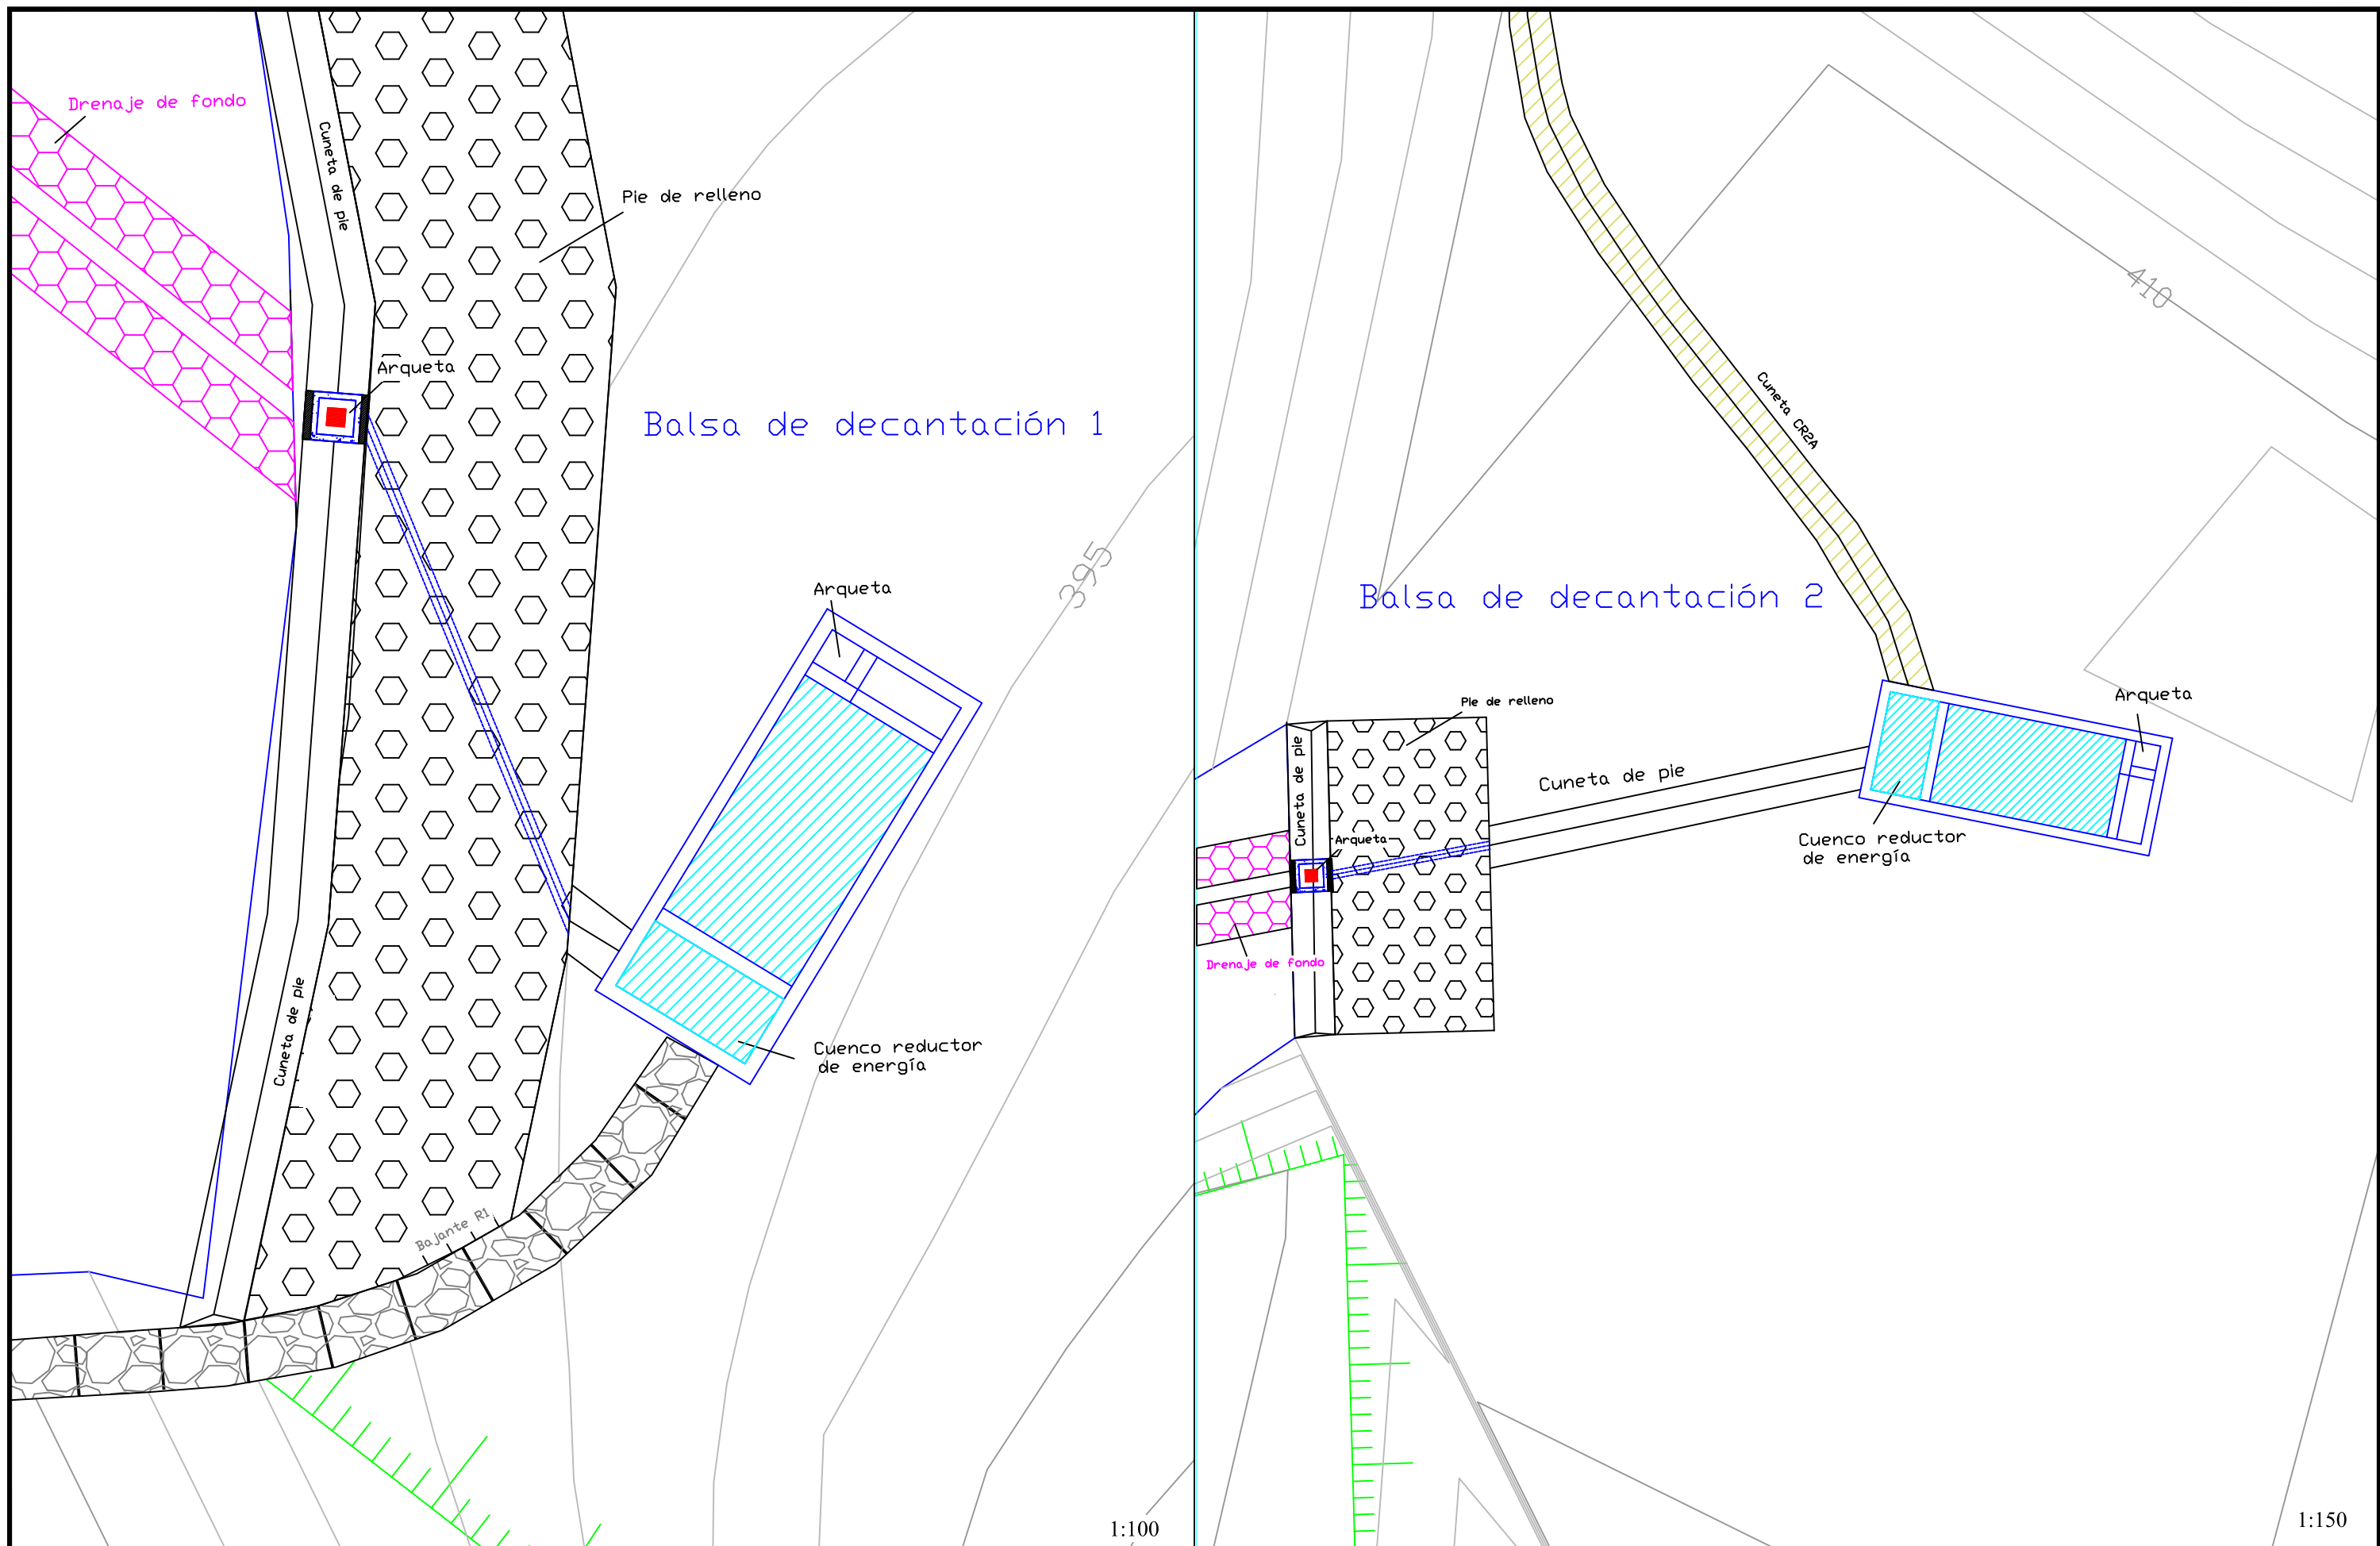 Drenaje de fondo
Cuneta de pie
Pie de relleno
Arqueta
Balsa de decantación 1
395
Arqueta
Cuneta de pie
Cuenco reductor
de energía
Bajante R1
1:100
410
Cuneta CR2A
Balsa de decantación 2
Pie de relleno
Arqueta
Cuneta de pie
Cuneta de pie
Arqueta
Cuenco reductor
de energía
Drenaje de fondo
1:150